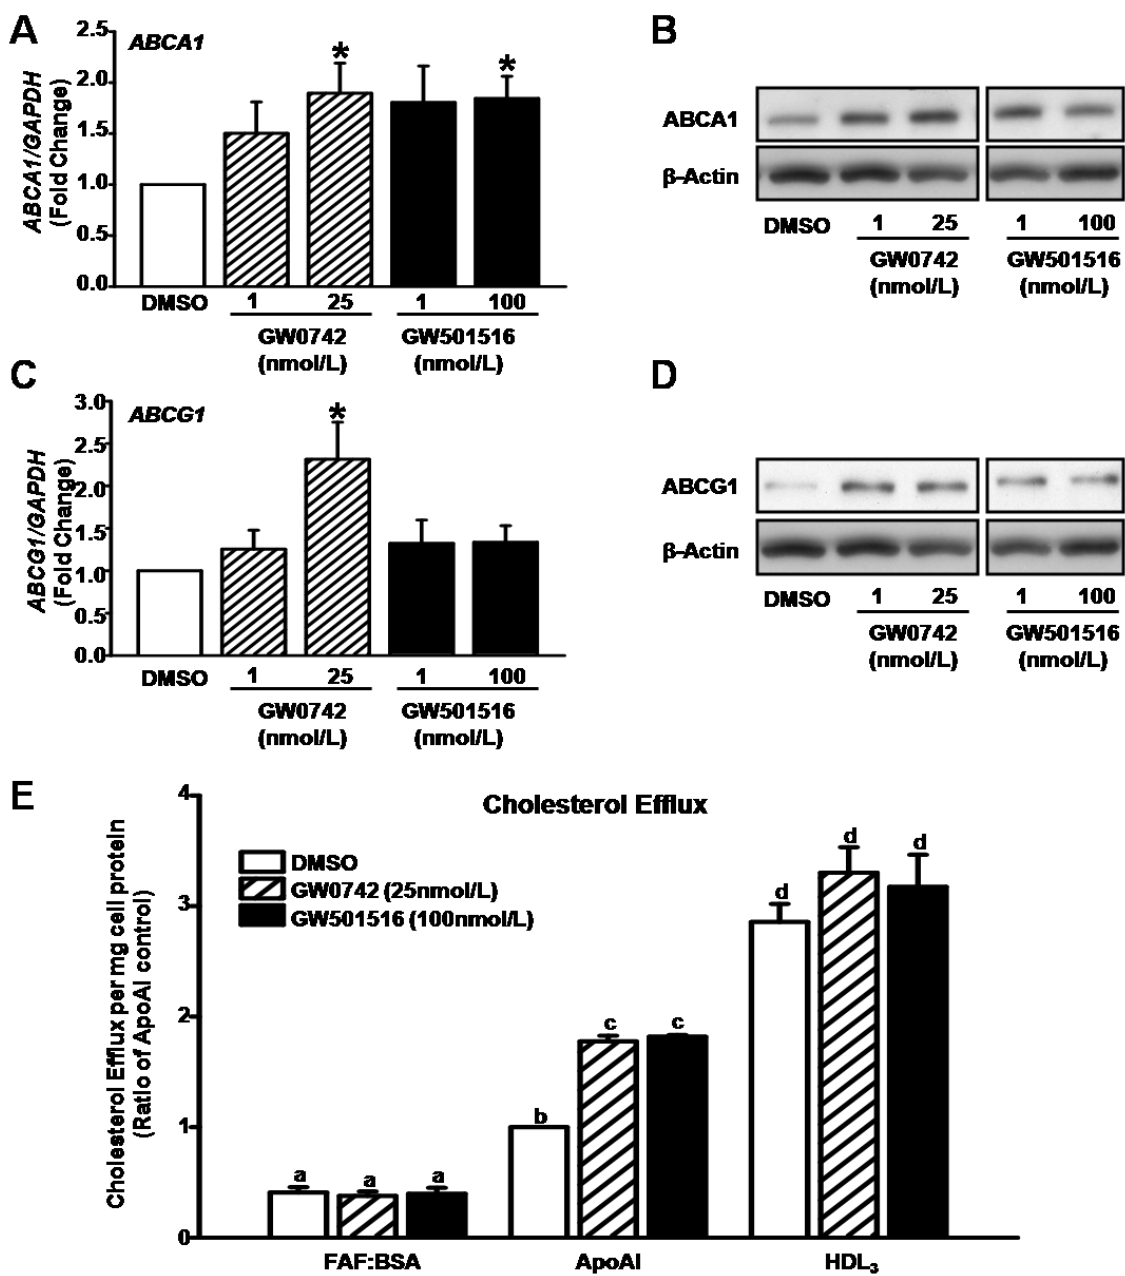 A
ABCA1
ABCA1/GAPDH
(Fold Change)
2.5
2.0
1.5
1.0
0.5
0.0
*
*
DMSO
1
25
1
100
GW0742
(nmol/L)
GW501516
(nmol/L)
B
ABCA1
β-Actin
DMSO
1
25
1
100
GW0742
(nmol/L)
GW501516
(nmol/L)
C
ABCG1
ABCG1/GAPDH
(Fold Change)
3.0
2.5
2.0
1.5
1.0
0.5
0.0
*
DMSO
1
25
1
100
GW0742
(nmol/L)
GW501516
(nmol/L)
D
ABCG1
β-Actin
DMSO
1
25
1
100
GW0742
(nmol/L)
GW501516
(nmol/L)
E
Cholesterol Efflux
Cholesterol Efflux per mg cell protein
(Ratio of ApoAI control)
4
3
2
1
0
DMSO
GW0742 (25nmol/L)
GW501516 (100nmol/L)
a
a
a
b
c
c
d
d
d
FAF:BSA
ApoAI
HDL₃